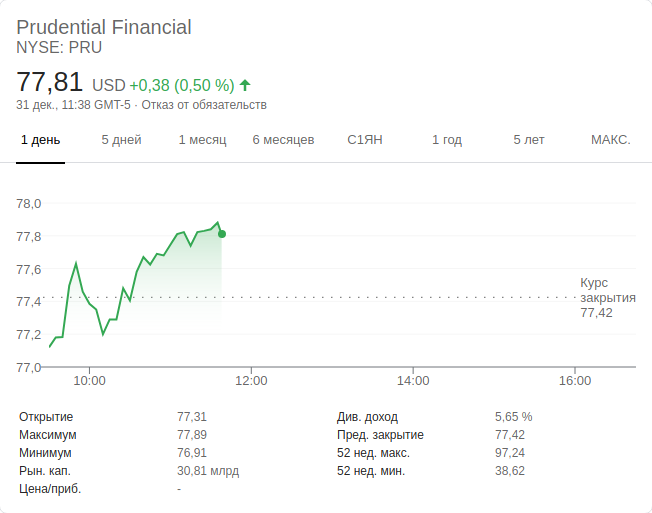 Prudential Financial
NYSE: PRU
77,81 USD +0,38 (0,50 %)
31 дек., 11:38 GMT-5 · Отказ от обязательств
1 день 5 дней 1 месяц 6 месяцев С1ЯН 1 год 5 лет МАКС.
78,0
77,8
77,6
77,4
77,2
77,0
Курс
закрытия
77,42
10:00 12:00 14:00 16:00
Открытие 77,31 Див. доход 5,65 %
Максимум 77,89 Пред. закрытие 77,42
Минимум 76,91 52 нед. макс. 97,24
Рын. кап. 30,81 млрд 52 нед. мин. 38,62
Цена/приб. -